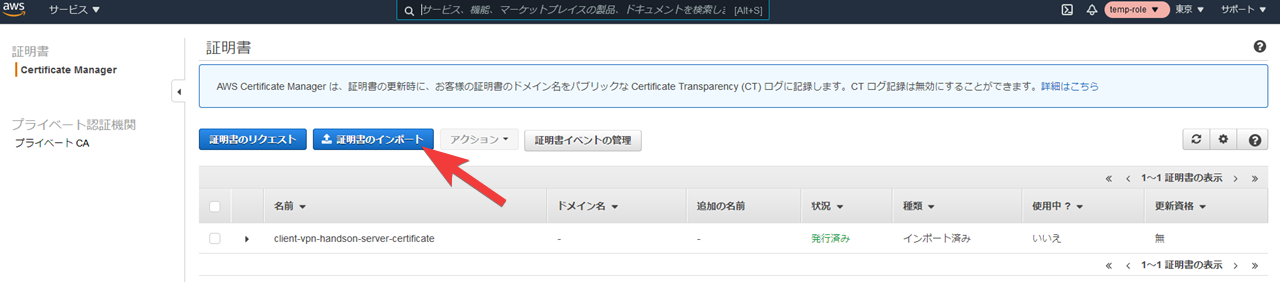 aws サービス ▼ サービス、機能、マーケットプレイスの製品、ドキュメントを検索しま [Alt+S] temp-role ▼ 東京 ▼ サポート ▼
証明書
Certificate Manager
プライベート認証機関
プライベート CA
証明書
AWS Certificate Manager は、証明書の更新時に、お客様の証明書のドメイン名をパブリックな Certificate Transparency (CT) ログに記録します。CT ログ記録は無効にすることができます。詳細はこちら
証明書のリクエスト 証明書のインポート アクション 証明書イベントの管理
« ‹ 1〜1 証明書の表示 › »
名前 ドメイン名 追加の名前 状況 種類 使用中 ? 更新資格
client-vpn-handson-server-certificate - - 発行済み インポート済み いいえ 無
« ‹ 1〜1 証明書の表示 › »